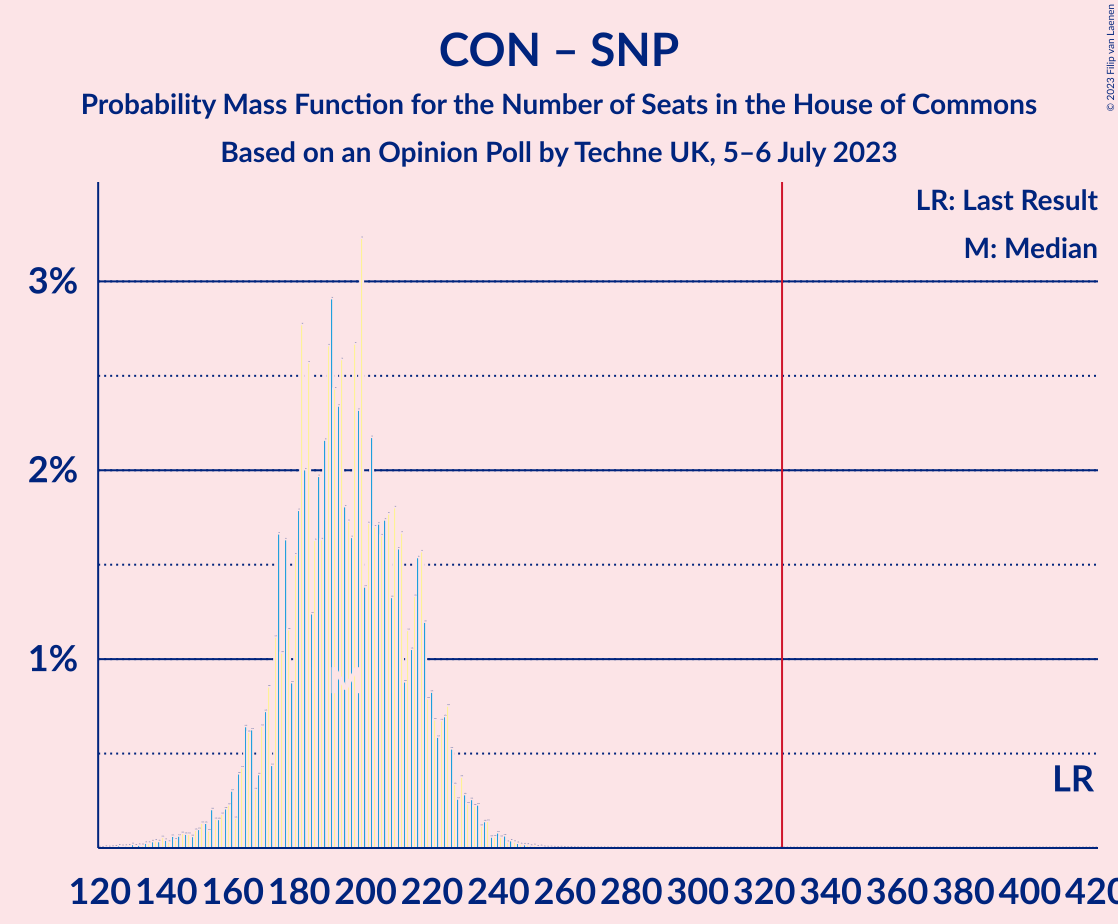 CON – SNP
Probability Mass Function for the Number of Seats in the House of Commons
Based on an Opinion Poll by Techne UK, 5–6 July 2023
© 2023 Filip van Laenen
LR: Last Result
M: Median
3%
2%
1%
LR
120 140 160 180 200 220 240 260 280 300 320 340 360 380 400 420